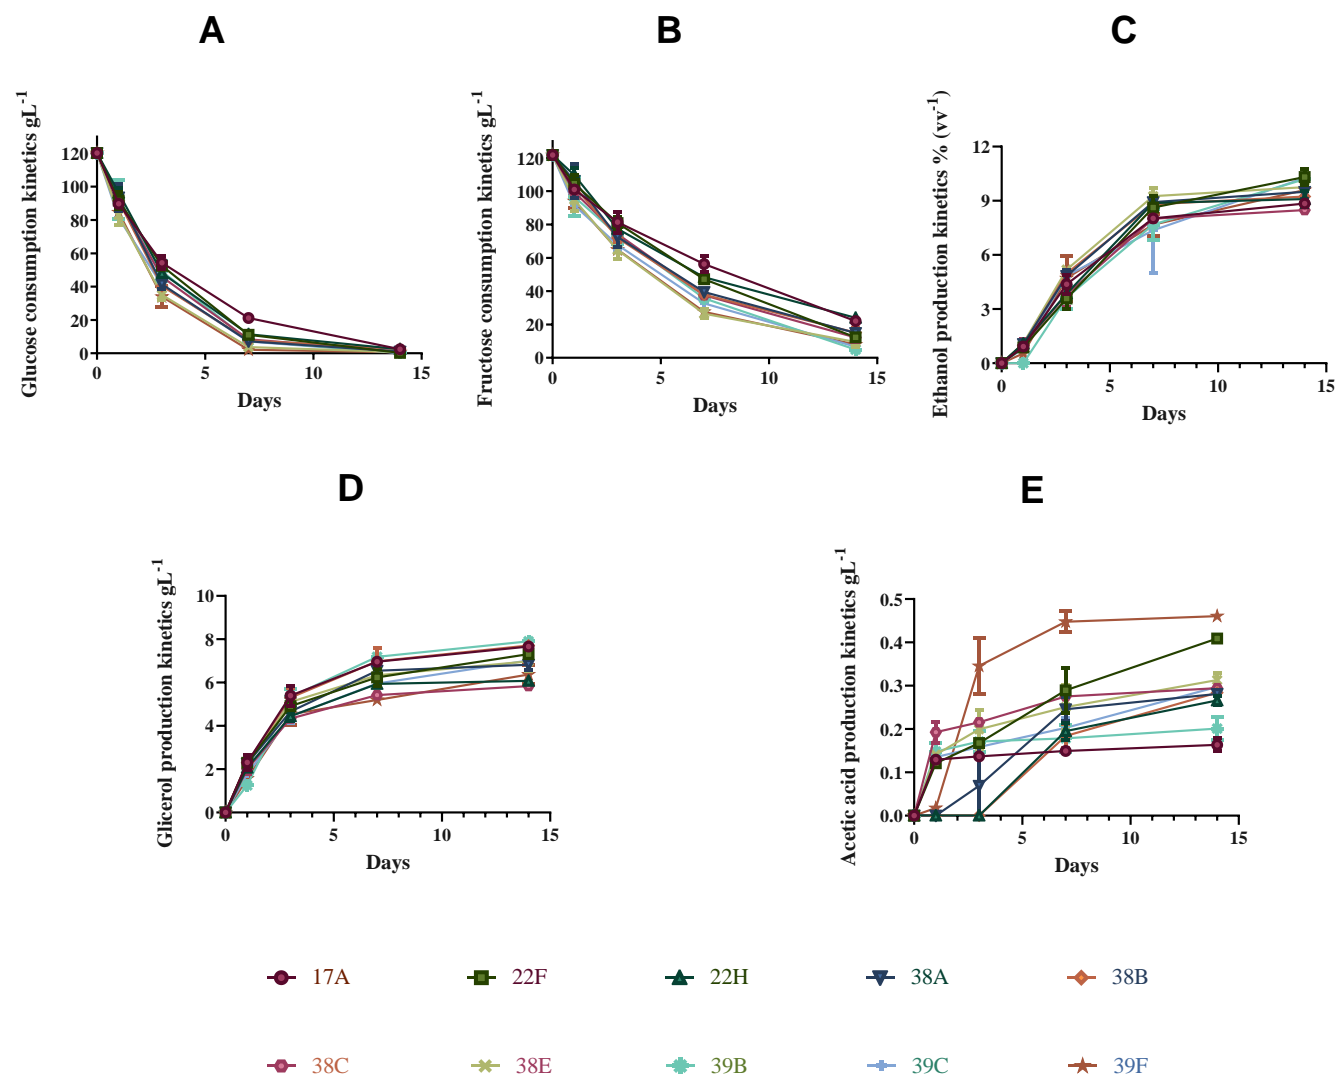 A
B
C
Glucose consumption kinetics gL-1
120
100
80
60
40
20
0
0 5 10 15
Days
Fructose consumption kinetics gL-1
120
100
80
60
40
20
0
0 5 10 15
Days
Ethanol production kinetics % (vv-1)
12
9
6
3
0
0 5 10 15
Days
D
E
Glicerol production kinetics gL-1
10
8
6
4
2
0
0 5 10 15
Days
Acetic acid production kinetics gL-1
0.5
0.4
0.3
0.2
0.1
0.0
0 5 10 15
Days
17A 22F 22H 38A 38B
38C 38E 39B 39C 39F